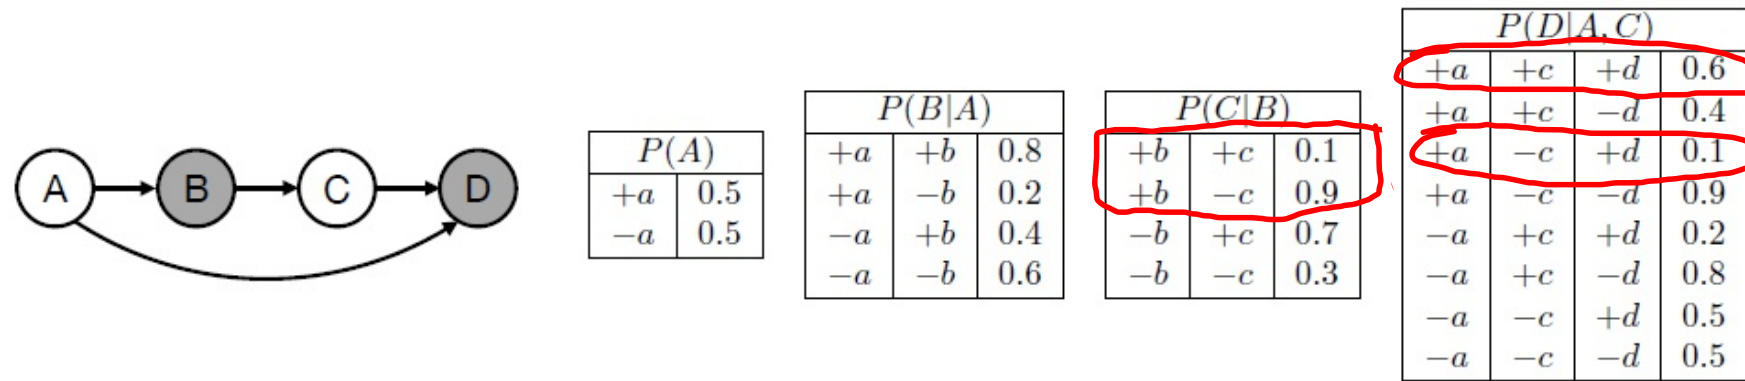 A B C D
P(A)
+a 0.5
−a 0.5
P(B|A)
+a +b 0.8
+a −b 0.2
−a +b 0.4
−a −b 0.6
P(C|B)
+b +c 0.1
+b −c 0.9
−b +c 0.7
−b −c 0.3
P(D|A, C)
+a +c +d 0.6
+a +c −d 0.4
+a −c +d 0.1
+a −c −d 0.9
−a +c +d 0.2
−a +c −d 0.8
−a −c +d 0.5
−a −c −d 0.5